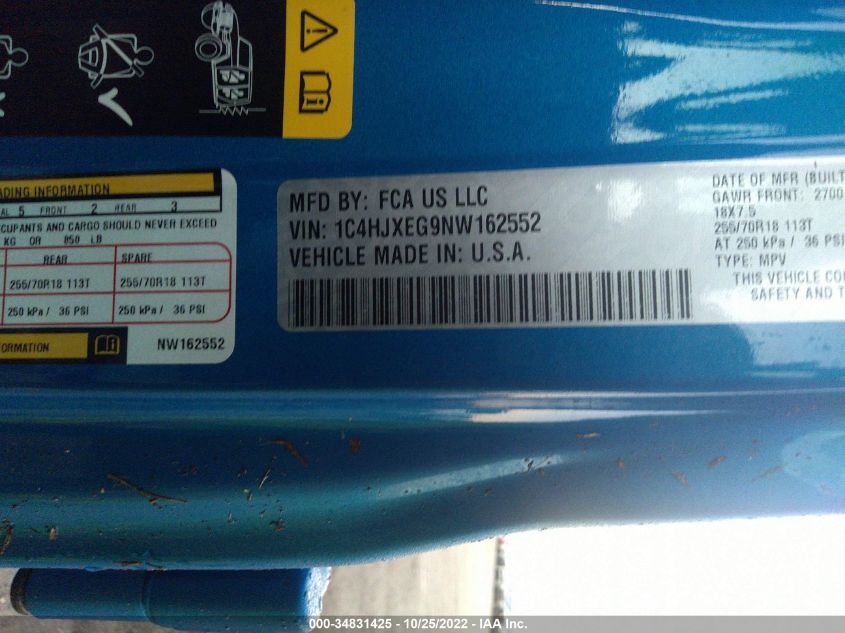 ADING INFORMATION
AL 5 FRONT 2 REAR 3
CUPANTS AND CARGO SHOULD NEVER EXCEED
KG OR 850 LB
REAR SPARE
255/70R18 113T 255/70R18 113T
250 kPa / 36 PSI 250 kPa / 36 PSI
FORMATION
NW162552
MFD BY: FCA US LLC
VIN: 1C4HJXEG9NW162552
VEHICLE MADE IN: U.S.A.
DATE OF MFR (BUILT
GAWR FRONT: 2700
18X7.5
255/70R18 113T
AT 250 kPa / 36 PSI
TYPE: MPV
THIS VEHICLE CO
SAFETY AND T
000-34831425 - 10/25/2022 - IAA Inc.